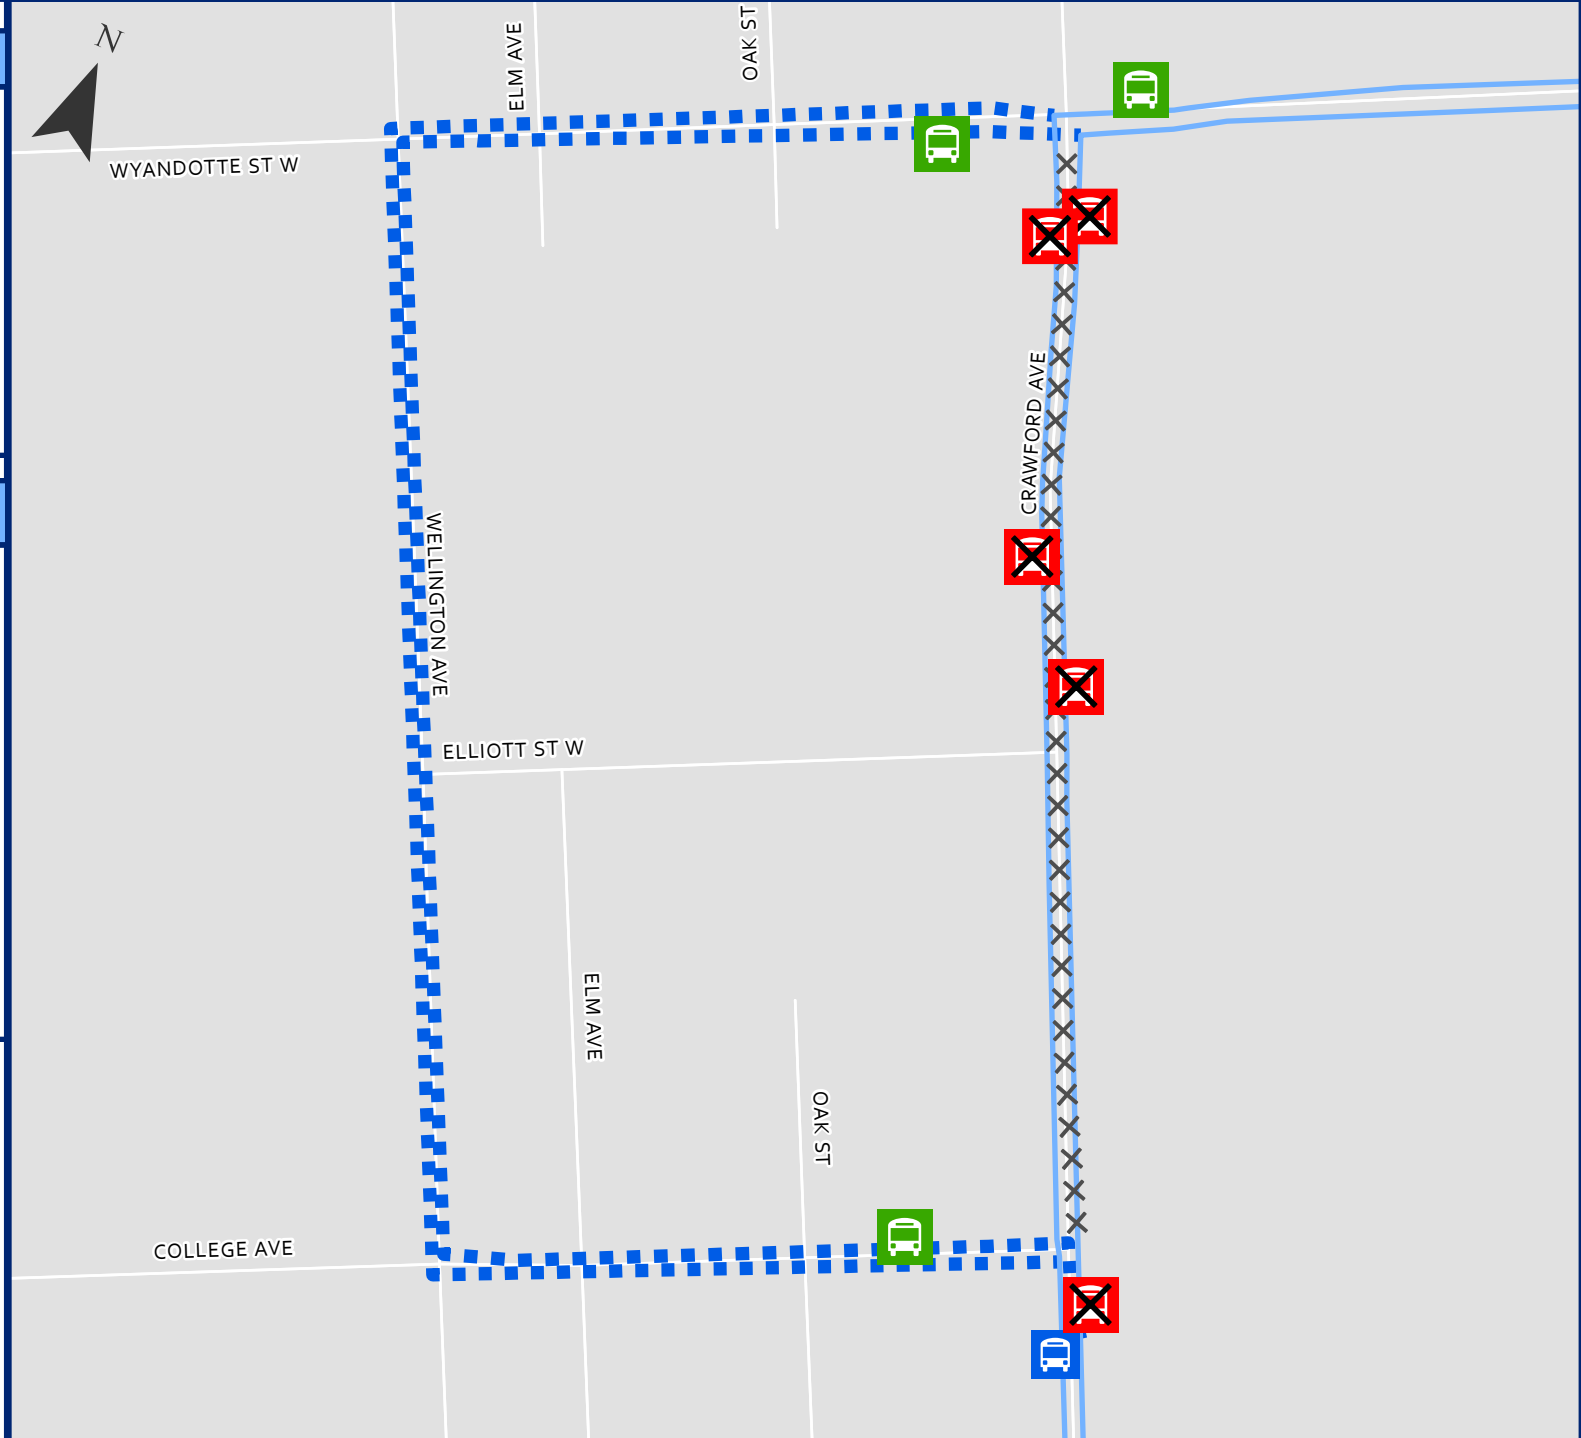 N
ELM AVE
OAK ST
WYANDOTTE ST W
CRAWFORD AVE
WELLINGTON AVE
ELLIOTT ST W
ELM AVE
OAK ST
COLLEGE AVE